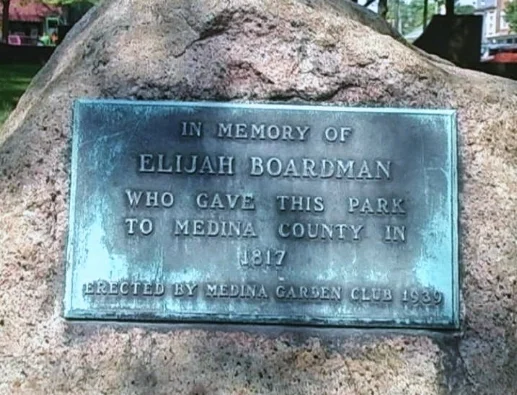 IN MEMORY OF
ELIJAH BOARDMAN
WHO GAVE THIS PARK
TO MEDINA COUNTY IN
1817
ERECTED BY MEDINA GARDEN CLUB 1939